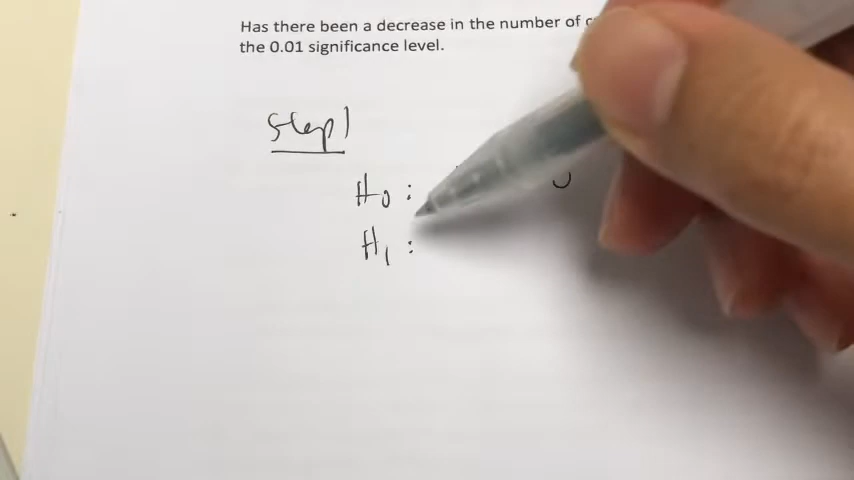 Has there been a decrease in the number of
the 0.01 significance level.
Step 1
H0 :
H1 :